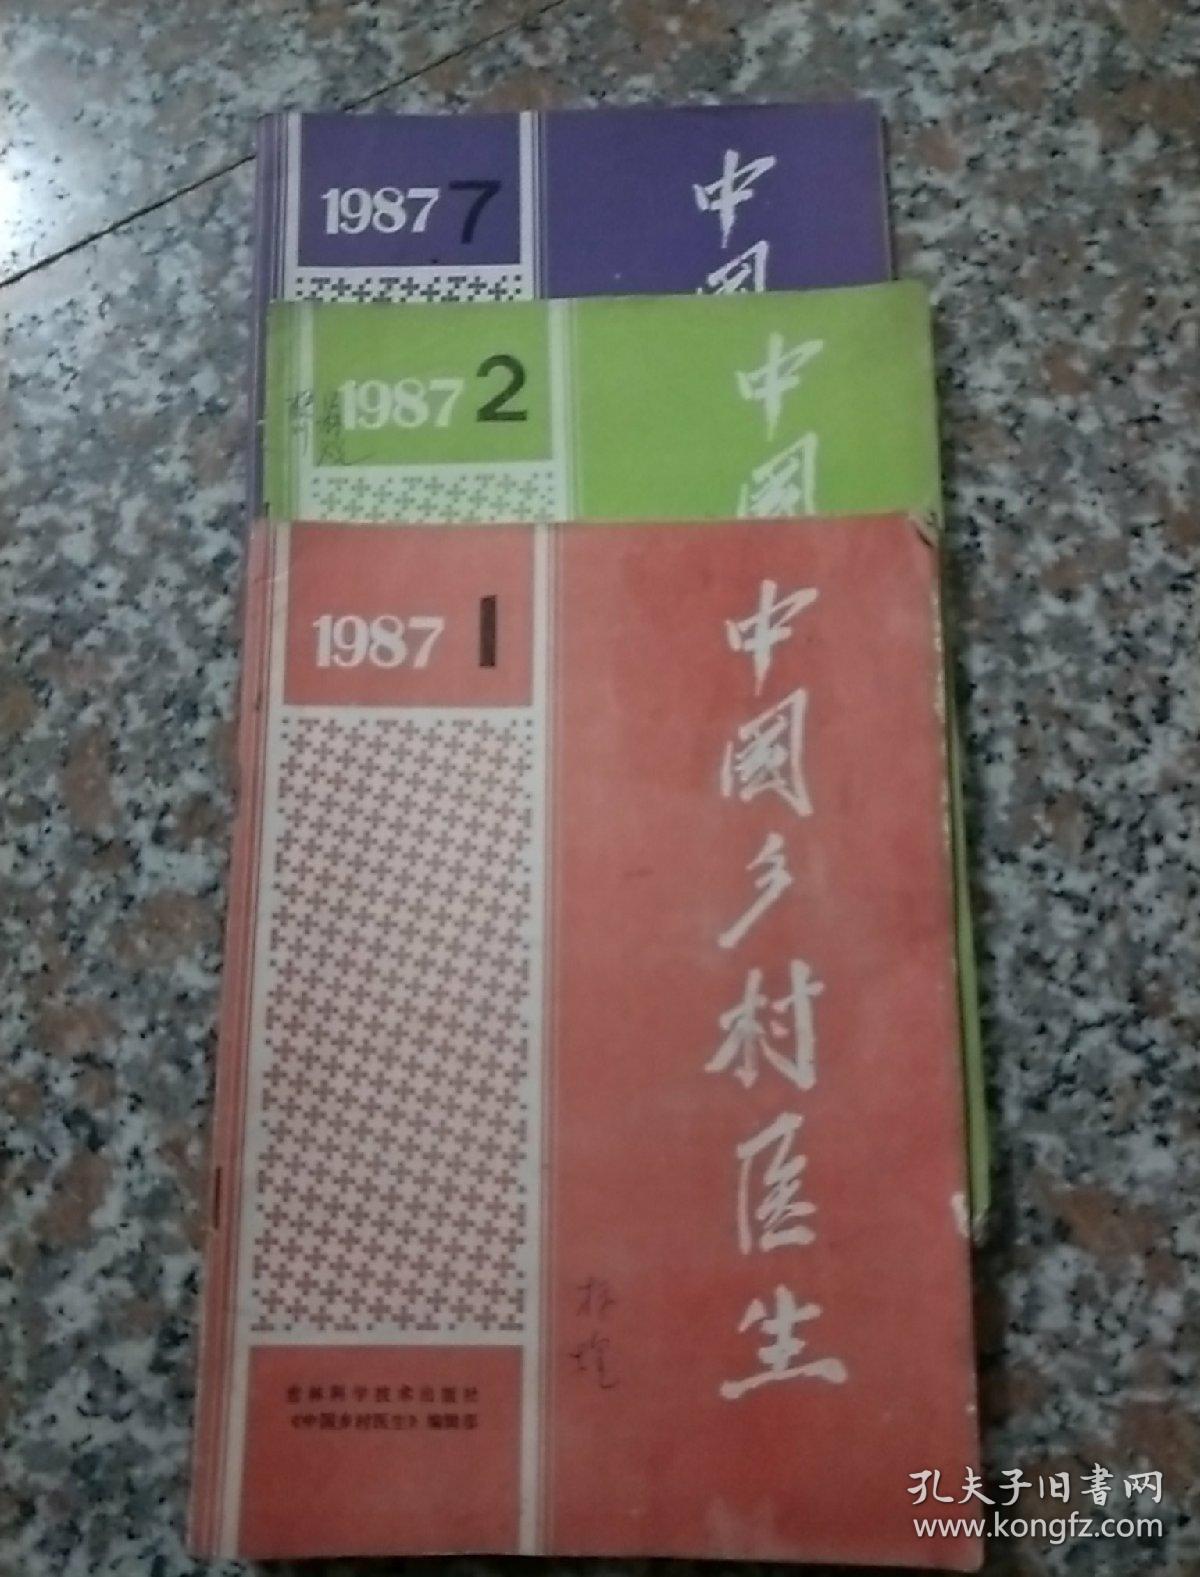 1987 7
中国
1987 2
中国
1987 1
中国乡村医生
吉林科学技术出版社
《中国乡村医生》编辑部
孔夫子旧书网
www.kongfz.com